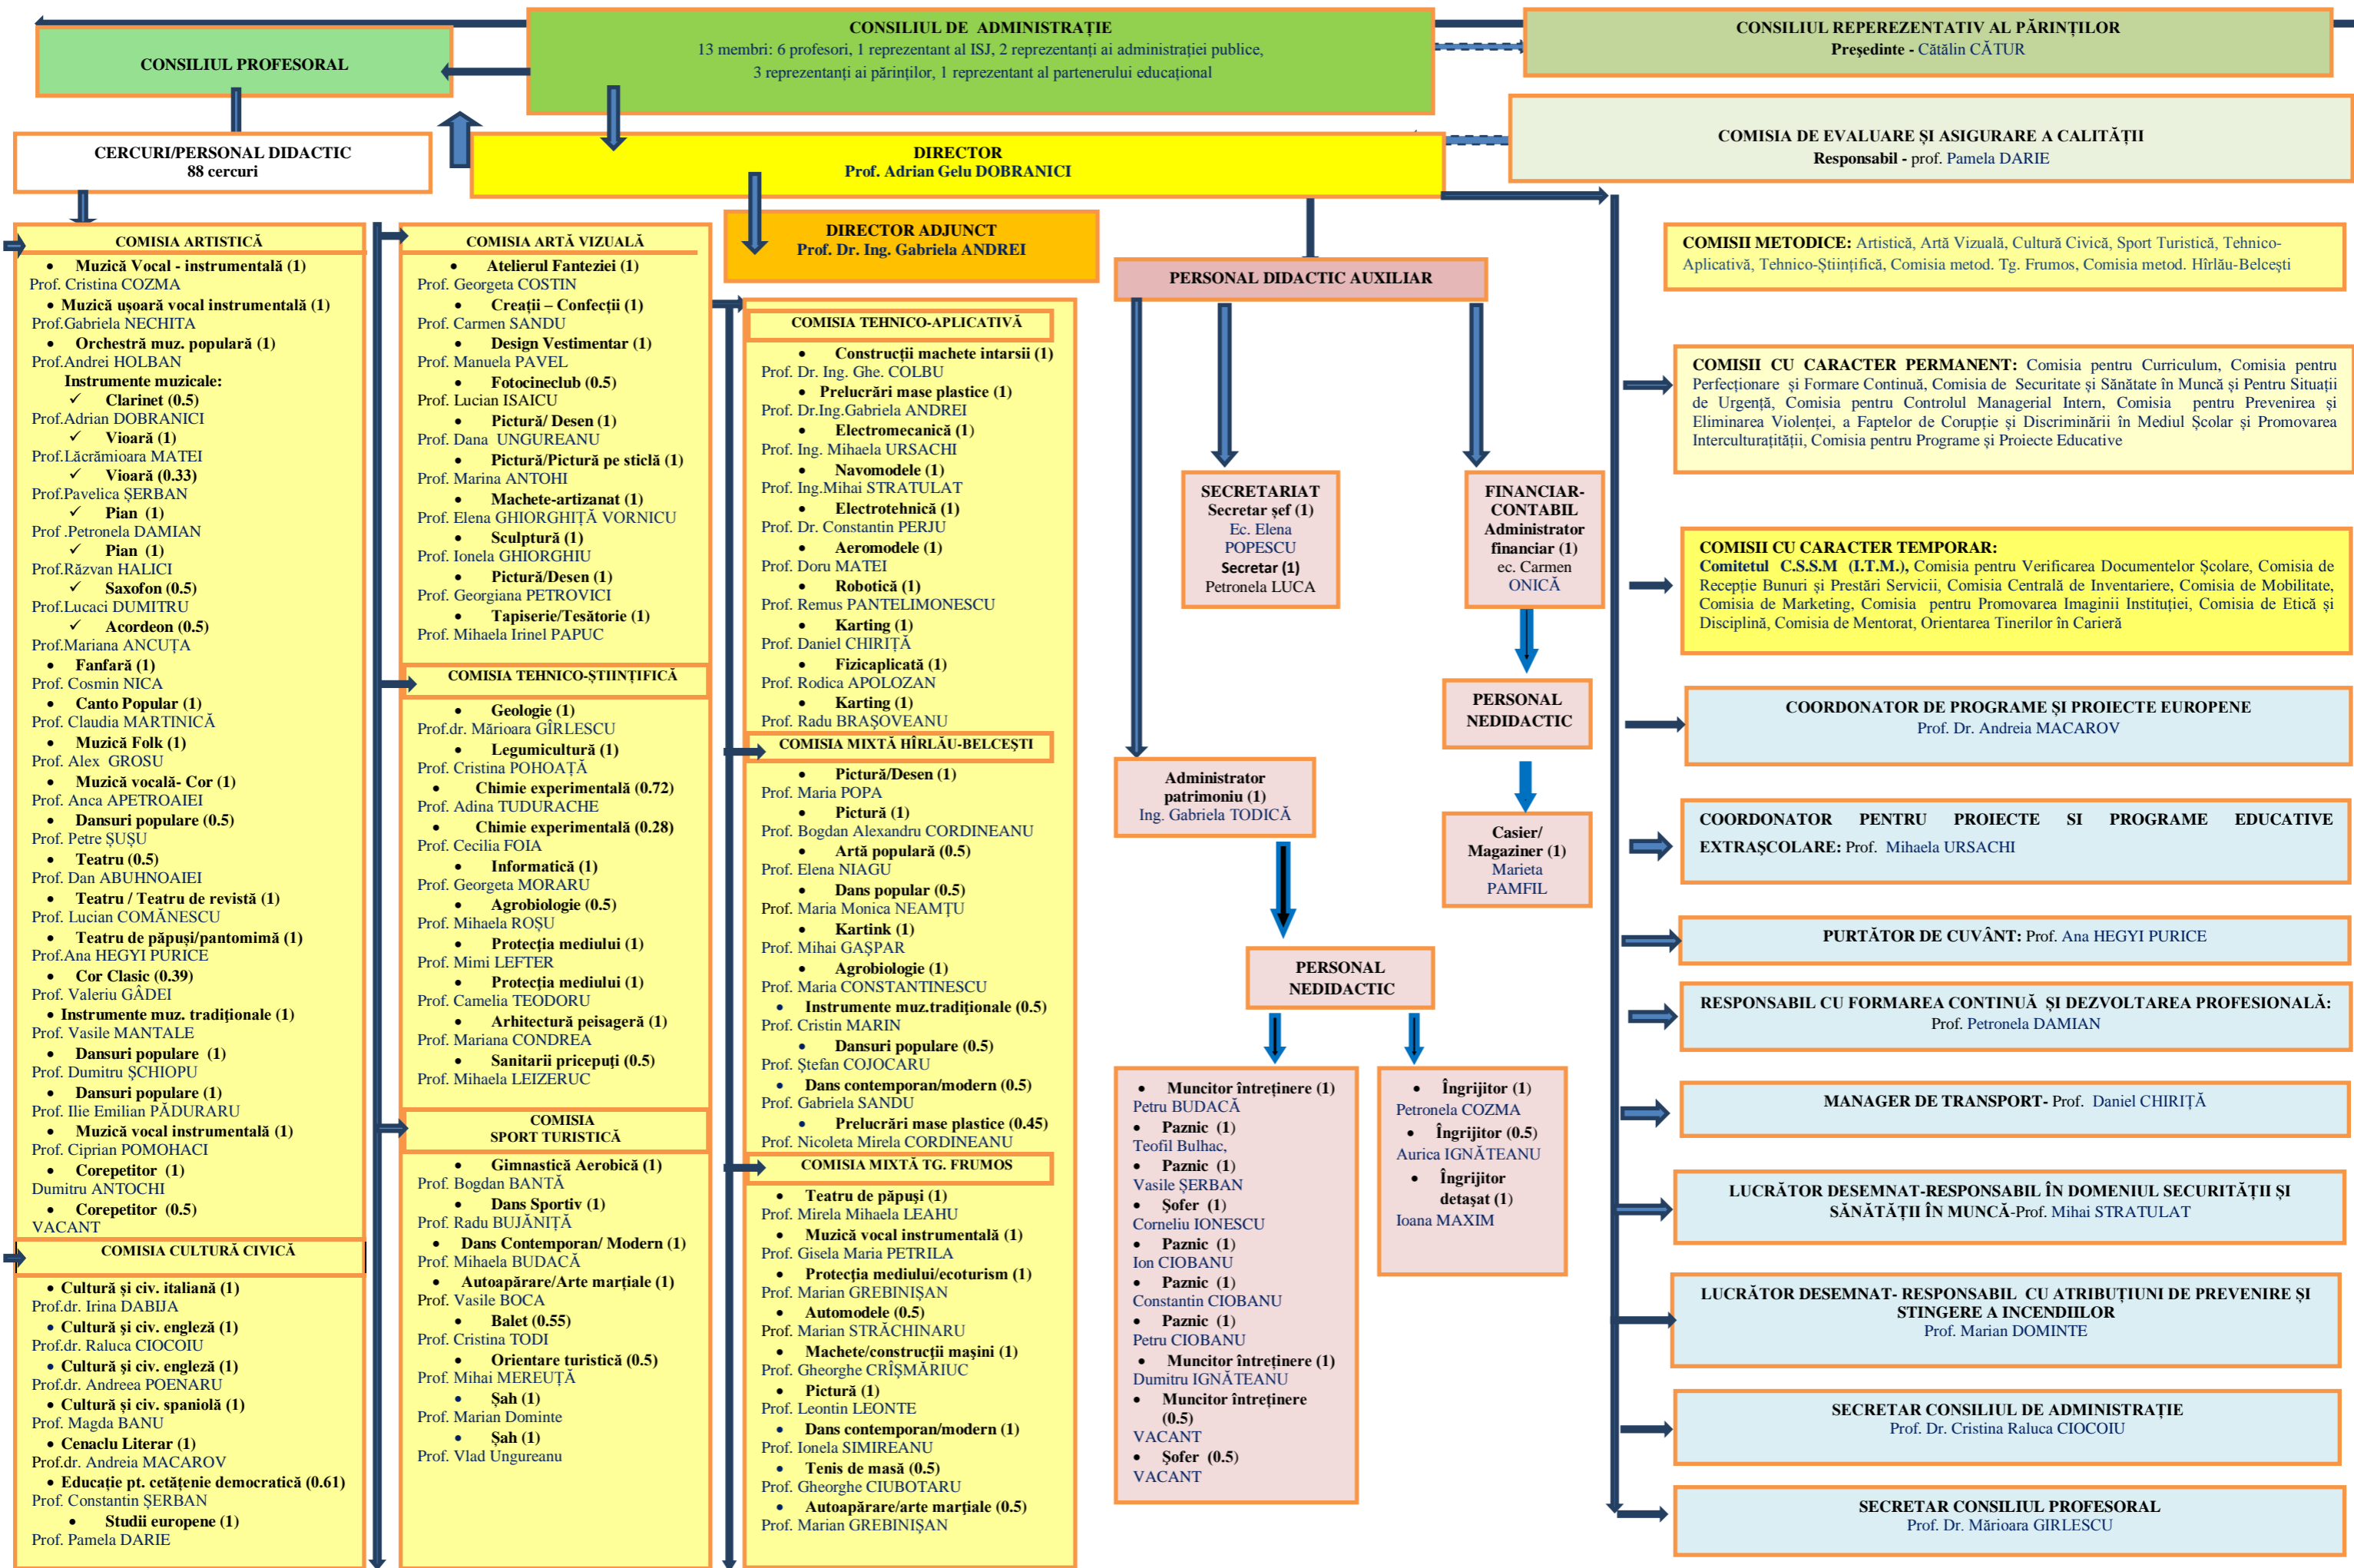 CONSILIUL PROFESORAL
CONSILIUL DE ADMINISTRAȚIE
13 membri: 6 profesori, 1 reprezentant al ISJ, 2 reprezentanți ai administrației publice,
3 reprezentanți ai părinților, 1 reprezentant al partenerului educațional
CONSILIUL REPEREZENTATIV AL PĂRINȚILOR
Președinte - Cătălin CĂTUR
CERCURI/PERSONAL DIDACTIC
88 cercuri
DIRECTOR
Prof. Adrian Gelu DOBRANICI
COMISIA DE EVALUARE ȘI ASIGURARE A CALITĂȚII
Responsabil - prof. Pamela DARIE
DIRECTOR ADJUNCT
Prof. Dr. Ing. Gabriela ANDREI
COMISIA ARTISTICĂ
• Muzică Vocal - instrumentală (1)
Prof. Cristina COZMA
• Muzică ușoară vocal instrumentală (1)
Prof.Gabriela NECHITA
• Orchestră muz. populară (1)
Prof.Andrei HOLBAN
Instrumente muzicale:
✓ Clarinet (0.5)
Prof.Adrian DOBRANICI
✓ Vioară (1)
Prof.Lăcrămioara MATEI
✓ Vioară (0.33)
Prof.Pavelica ȘERBAN
✓ Pian (1)
Prof .Petronela DAMIAN
✓ Pian (1)
Prof.Răzvan HALICI
✓ Saxofon (0.5)
Prof.Lucaci DUMITRU
✓ Acordeon (0.5)
Prof.Mariana ANCUȚA
• Fanfară (1)
Prof. Cosmin NICA
• Canto Popular (1)
Prof. Claudia MARTINICĂ
• Muzică Folk (1)
Prof. Alex GROSU
• Muzică vocală- Cor (1)
Prof. Anca APETROAIEI
• Dansuri populare (0.5)
Prof. Petre ȘUȘU
• Teatru (0.5)
Prof. Dan ABUHNOAIEI
• Teatru / Teatru de revistă (1)
Prof. Lucian COMĂNESCU
• Teatru de păpuși/pantomimă (1)
Prof.Ana HEGYI PURICE
• Cor Clasic (0.39)
Prof. Valeriu GÂDEI
• Instrumente muz. tradiționale (1)
Prof. Vasile MANTALE
• Dansuri populare (1)
Prof. Dumitru ȘCHIOPU
• Dansuri populare (1)
Prof. Ilie Emilian PĂDURARU
• Muzică vocal instrumentală (1)
Prof. Ciprian POMOHACI
• Corepetitor (1)
Dumitru ANTOCHI
• Corepetitor (0.5)
VACANT
COMISIA CULTURĂ CIVICĂ
• Cultură și civ. italiană (1)
Prof.dr. Irina DABIJA
• Cultură și civ. engleză (1)
Prof.dr. Raluca CIOCOIU
• Cultură și civ. engleză (1)
Prof.dr. Andreea POENARU
• Cultură și civ. spaniolă (1)
Prof. Magda BANU
• Cenaclu Literar (1)
Prof.dr. Andreia MACAROV
• Educație pt. cetățenie democratică (0.61)
Prof. Constantin ȘERBAN
• Studii europene (1)
Prof. Pamela DARIE
COMISIA ARTĂ VIZUALĂ
• Atelierul Fanteziei (1)
Prof. Georgeta COSTIN
• Creații – Confecții (1)
Prof. Carmen SANDU
• Design Vestimentar (1)
Prof. Manuela PAVEL
• Fotocineclub (0.5)
Prof. Lucian ISAICU
• Pictură/ Desen (1)
Prof. Dana UNGUREANU
• Pictură/Pictură pe sticlă (1)
Prof. Marina ANTOHI
• Machete-artizanat (1)
Prof. Elena GHIORGHIȚĂ VORNICU
• Sculptură (1)
Prof. Ionela GHIORGHIU
• Pictură/Desen (1)
Prof. Georgiana PETROVICI
• Tapiserie/Tesătorie (1)
Prof. Mihaela Irinel PAPUC
COMISIA TEHNICO-ȘTIINȚIFICĂ
• Geologie (1)
Prof.dr. Mărioara GÎRLESCU
• Legumicultură (1)
Prof. Cristina POHOAȚĂ
• Chimie experimentală (0.72)
Prof. Adina TUDURACHE
• Chimie experimentală (0.28)
Prof. Cecilia FOIA
• Informatică (1)
Prof. Georgeta MORARU
• Agrobiologie (0.5)
Prof. Mihaela ROȘU
• Protecția mediului (1)
Prof. Mimi LEFTER
• Protecția mediului (1)
Prof. Camelia TEODORU
• Arhitectură peisageră (1)
Prof. Mariana CONDREA
• Sanitarii pricepuți (0.5)
Prof. Mihaela LEIZERUC
COMISIA
SPORT TURISTICĂ
• Gimnastică Aerobică (1)
Prof. Bogdan BANTĂ
• Dans Sportiv (1)
Prof. Radu BUJĂNIȚĂ
• Dans Contemporan/ Modern (1)
Prof. Mihaela BUDACĂ
• Autoapărare/Arte marțiale (1)
Prof. Vasile BOCA
• Balet (0.55)
Prof. Cristina TODI
• Orientare turistică (0.5)
Prof. Mihai MEREUȚĂ
• Șah (1)
Prof. Marian Dominte
• Șah (1)
Prof. Vlad Ungureanu
COMISIA TEHNICO-APLICATIVĂ
• Construcții machete intarsii (1)
Prof. Dr. Ing. Ghe. COLBU
• Prelucrări mase plastice (1)
Prof. Dr.Ing.Gabriela ANDREI
• Electromecanică (1)
Prof. Ing. Mihaela URSACHI
• Navomodele (1)
Prof. Ing.Mihai STRATULAT
• Electrotehnică (1)
Prof. Dr. Constantin PERJU
• Aeromodele (1)
Prof. Doru MATEI
• Robotică (1)
Prof. Remus PANTELIMONESCU
• Karting (1)
Prof. Daniel CHIRIȚĂ
• Fizicaplicată (1)
Prof. Rodica APOLOZAN
• Karting (1)
Prof. Radu BRAȘOVEANU
COMISIA MIXTĂ HÎRLĂU-BELCEȘTI
• Pictură/Desen (1)
Prof. Maria POPA
• Pictură (1)
Prof. Bogdan Alexandru CORDINEANU
• Artă populară (0.5)
Prof. Elena NIAGU
• Dans popular (0.5)
Prof. Maria Monica NEAMȚU
• Kartink (1)
Prof. Mihai GAȘPAR
• Agrobiologie (1)
Prof. Maria CONSTANTINESCU
• Instrumente muz.tradiționale (0.5)
Prof. Cristin MARIN
• Dansuri populare (0.5)
Prof. Ștefan COJOCARU
• Dans contemporan/modern (0.5)
Prof. Gabriela SANDU
• Prelucrări mase plastice (0.45)
Prof. Nicoleta Mirela CORDINEANU
COMISIA MIXTĂ TG. FRUMOS
• Teatru de păpuși (1)
Prof. Mirela Mihaela LEAHU
• Muzică vocal instrumentală (1)
Prof. Gisela Maria PETRILA
• Protecția mediului/ecoturism (1)
Prof. Marian GREBINIȘAN
• Automodele (0.5)
Prof. Marian STRĂCHINARU
• Machete/construcții mașini (1)
Prof. Gheorghe CRÎȘMĂRIUC
• Pictură (1)
Prof. Leontin LEONTE
• Dans contemporan/modern (1)
Prof. Ionela SIMIREANU
• Tenis de masă (0.5)
Prof. Gheorghe CIUBOTARU
• Autoapărare/arte marțiale (0.5)
Prof. Marian GREBINIȘAN
PERSONAL DIDACTIC AUXILIAR
SECRETARIAT
Secretar șef (1)
Ec. Elena
POPESCU
Secretar (1)
Petronela LUCA
FINANCIAR-
CONTABIL
Administrator
financiar (1)
ec. Carmen
ONICĂ
PERSONAL
NEDIDACTIC
Casier/
Magaziner (1)
Marieta
PAMFIL
Administrator
patrimoniu (1)
Ing. Gabriela TODICĂ
PERSONAL
NEDIDACTIC
• Muncitor întreținere (1)
Petru BUDACĂ
• Paznic (1)
Teofil Bulhac,
• Paznic (1)
Vasile ȘERBAN
• Șofer (1)
Corneliu IONESCU
• Paznic (1)
Ion CIOBANU
• Paznic (1)
Constantin CIOBANU
• Paznic (1)
Petru CIOBANU
• Muncitor întreținere (1)
Dumitru IGNĂTEANU
• Muncitor întreținere
(0.5)
VACANT
• Șofer (0.5)
VACANT
• Îngrijitor (1)
Petronela COZMA
• Îngrijitor (0.5)
Aurica IGNĂTEANU
• Îngrijitor
detașat (1)
Ioana MAXIM
COMISII METODICE: Artistică, Artă Vizuală, Cultură Civică, Sport Turistică, Tehnico-
Aplicativă, Tehnico-Științifică, Comisia metod. Tg. Frumos, Comisia metod. Hîrlău-Belcești
COMISII CU CARACTER PERMANENT: Comisia pentru Curriculum, Comisia pentru
Perfecționare și Formare Continuă, Comisia de Securitate și Sănătate în Muncă și Pentru Situații
de Urgență, Comisia pentru Controlul Managerial Intern, Comisia pentru Prevenirea și
Eliminarea Violenței, a Faptelor de Corupție și Discriminării în Mediul Școlar și Promovarea
Interculturațității, Comisia pentru Programe și Proiecte Educative
COMISII CU CARACTER TEMPORAR:
Comitetul C.S.S.M (I.T.M.), Comisia pentru Verificarea Documentelor Școlare, Comisia de
Recepție Bunuri și Prestări Servicii, Comisia Centrală de Inventariere, Comisia de Mobilitate,
Comisia de Marketing, Comisia pentru Promovarea Imaginii Instituției, Comisia de Etică și
Disciplină, Comisia de Mentorat, Orientarea Tinerilor în Carieră
COORDONATOR DE PROGRAME ȘI PROIECTE EUROPENE
Prof. Dr. Andreia MACAROV
COORDONATOR PENTRU PROIECTE SI PROGRAME EDUCATIVE
EXTRAȘCOLARE: Prof. Mihaela URSACHI
PURTĂTOR DE CUVÂNT: Prof. Ana HEGYI PURICE
RESPONSABIL CU FORMAREA CONTINUĂ ȘI DEZVOLTAREA PROFESIONALĂ:
Prof. Petronela DAMIAN
MANAGER DE TRANSPORT- Prof. Daniel CHIRIȚĂ
LUCRĂTOR DESEMNAT-RESPONSABIL ÎN DOMENIUL SECURITĂȚII ȘI
SĂNĂTĂȚII ÎN MUNCĂ-Prof. Mihai STRATULAT
LUCRĂTOR DESEMNAT- RESPONSABIL CU ATRIBUȚIUNI DE PREVENIRE ȘI
STINGERE A INCENDIILOR
Prof. Marian DOMINTE
SECRETAR CONSILIUL DE ADMINISTRAȚIE
Prof. Dr. Cristina Raluca CIOCOIU
SECRETAR CONSILIUL PROFESORAL
Prof. Dr. Mărioara GIRLESCU